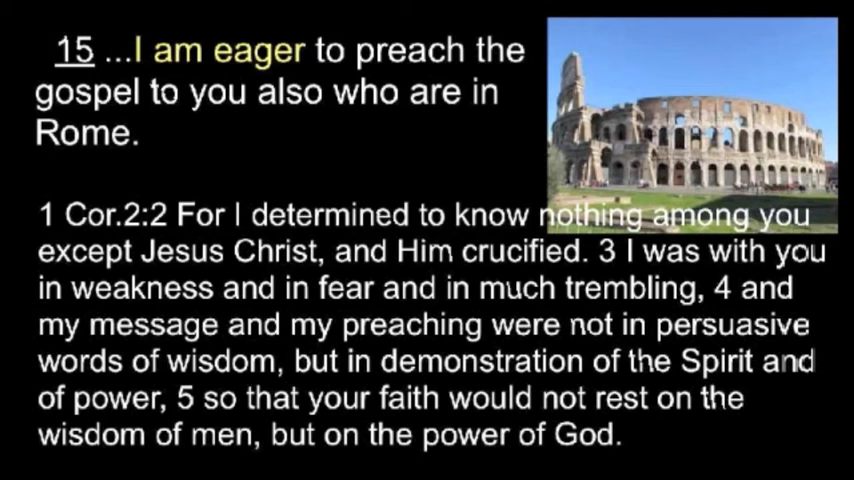 15 ...I am eager to preach the
gospel to you also who are in
Rome.
1 Cor.2:2 For I determined to know nothing among you
except Jesus Christ, and Him crucified. 3 I was with you
in weakness and in fear and in much trembling, 4 and
my message and my preaching were not in persuasive
words of wisdom, but in demonstration of the Spirit and
of power, 5 so that your faith would not rest on the
wisdom of men, but on the power of God.